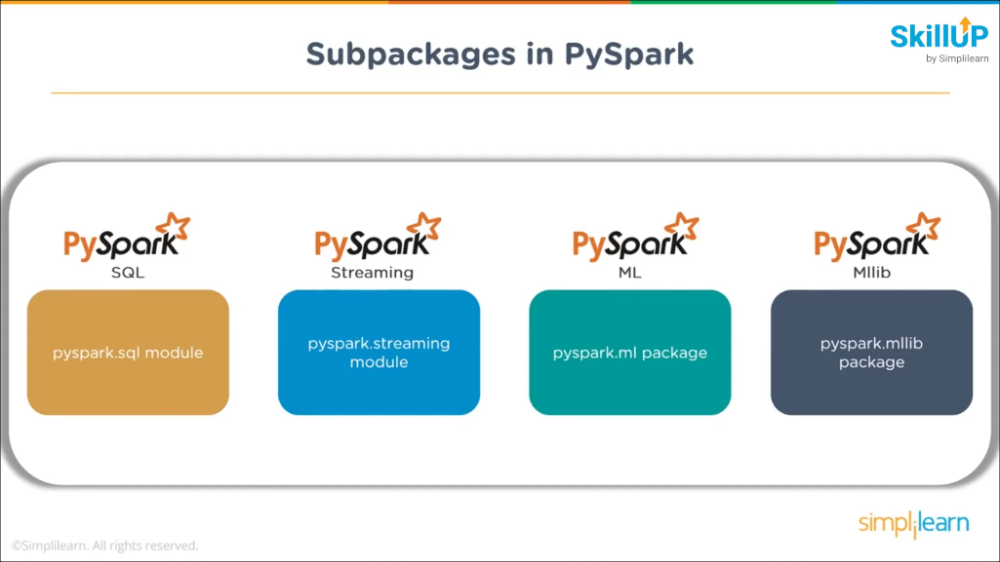 SkillUP
by Simplilearn
Subpackages in PySpark
PySpark
SQL
pyspark.sql module
PySpark
Streaming
pyspark.streaming
module
PySpark
ML
pyspark.ml package
PySpark
Mllib
pyspark.mllib
package
simplilearn
©Simplilearn. All rights reserved.